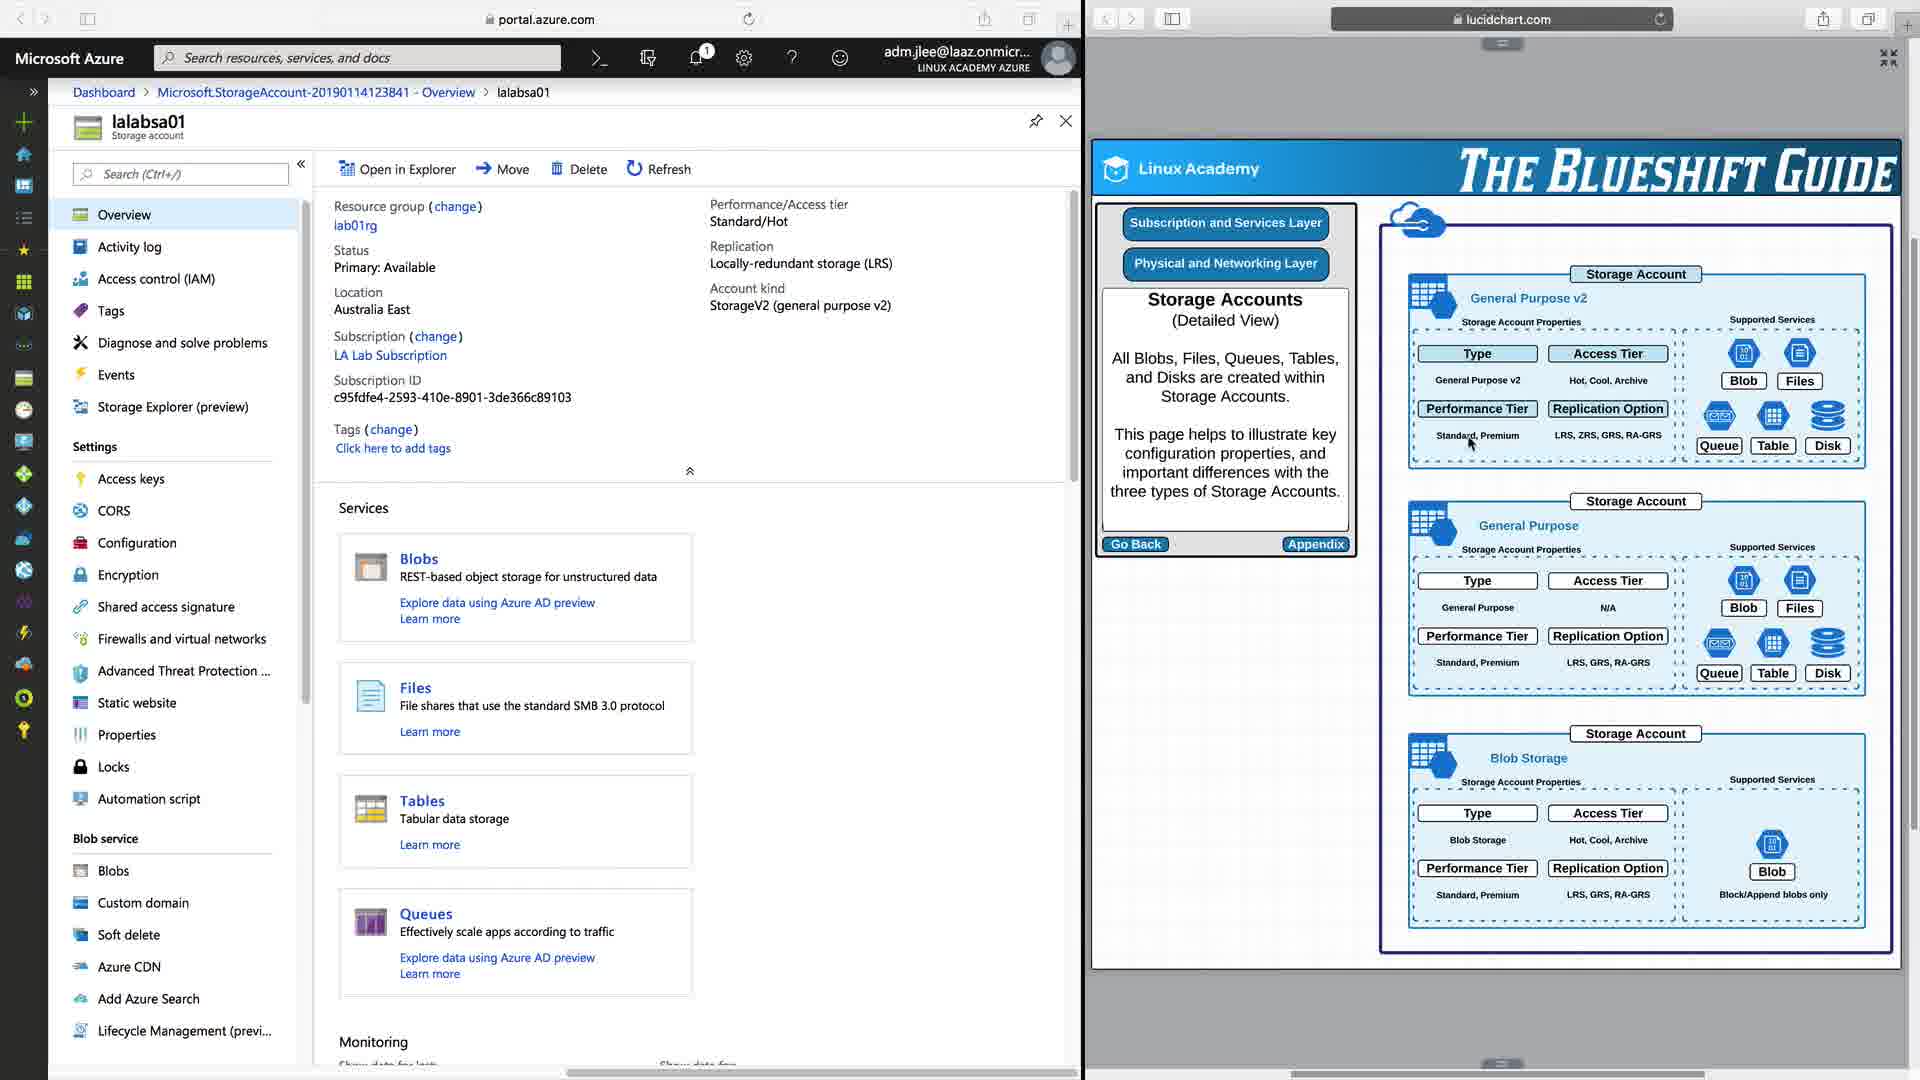 portal.azure.com
Microsoft Azure
Search resources, services, and docs
1
adm.jlee@laaz.onmicr...
LINUX ACADEMY AZURE
Dashboard > Microsoft.StorageAccount-20190114123841 - Overview > lalabsa01
lalabsa01
Storage account
Search (Ctrl+/)
Overview
Activity log
Access control (IAM)
Tags
Diagnose and solve problems
Events
Storage Explorer (preview)
Settings
Access keys
CORS
Configuration
Encryption
Shared access signature
Firewalls and virtual networks
Advanced Threat Protection ...
Static website
Properties
Locks
Automation script
Blob service
Blobs
Custom domain
Soft delete
Azure CDN
Add Azure Search
Lifecycle Management (previ...
Open in Explorer Move Delete Refresh
Resource group (change)
lab01rg
Status
Primary: Available
Location
Australia East
Subscription (change)
LA Lab Subscription
Subscription ID
c95fdfe4-2593-410e-8901-3de366c89103
Tags (change)
Click here to add tags
Performance/Access tier
Standard/Hot
Replication
Locally-redundant storage (LRS)
Account kind
StorageV2 (general purpose v2)
Services
Blobs
REST-based object storage for unstructured data
Explore data using Azure AD preview
Learn more
Files
File shares that use the standard SMB 3.0 protocol
Learn more
Tables
Tabular data storage
Learn more
Queues
Effectively scale apps according to traffic
Explore data using Azure AD preview
Learn more
Monitoring
lucidchart.com
Linux Academy
THE BLUESHIFT GUIDE
Subscription and Services Layer
Physical and Networking Layer
Storage Accounts
(Detailed View)
All Blobs, Files, Queues, Tables,
and Disks are created within
Storage Accounts.
This page helps to illustrate key
configuration properties, and
important differences with the
three types of Storage Accounts.
Go Back
Appendix
Storage Account
General Purpose v2
Storage Account Properties
Type Access Tier
General Purpose v2 Hot, Cool, Archive
Performance Tier Replication Option
Standard, Premium LRS, ZRS, GRS, RA-GRS
Supported Services
Blob Files
Queue Table Disk
Storage Account
General Purpose
Storage Account Properties
Type Access Tier
General Purpose N/A
Performance Tier Replication Option
Standard, Premium LRS, GRS, RA-GRS
Supported Services
Blob Files
Queue Table Disk
Storage Account
Blob Storage
Storage Account Properties
Type Access Tier
Blob Storage Hot, Cool, Archive
Performance Tier Replication Option
Standard, Premium LRS, GRS, RA-GRS
Supported Services
Blob
Block/Append blobs only